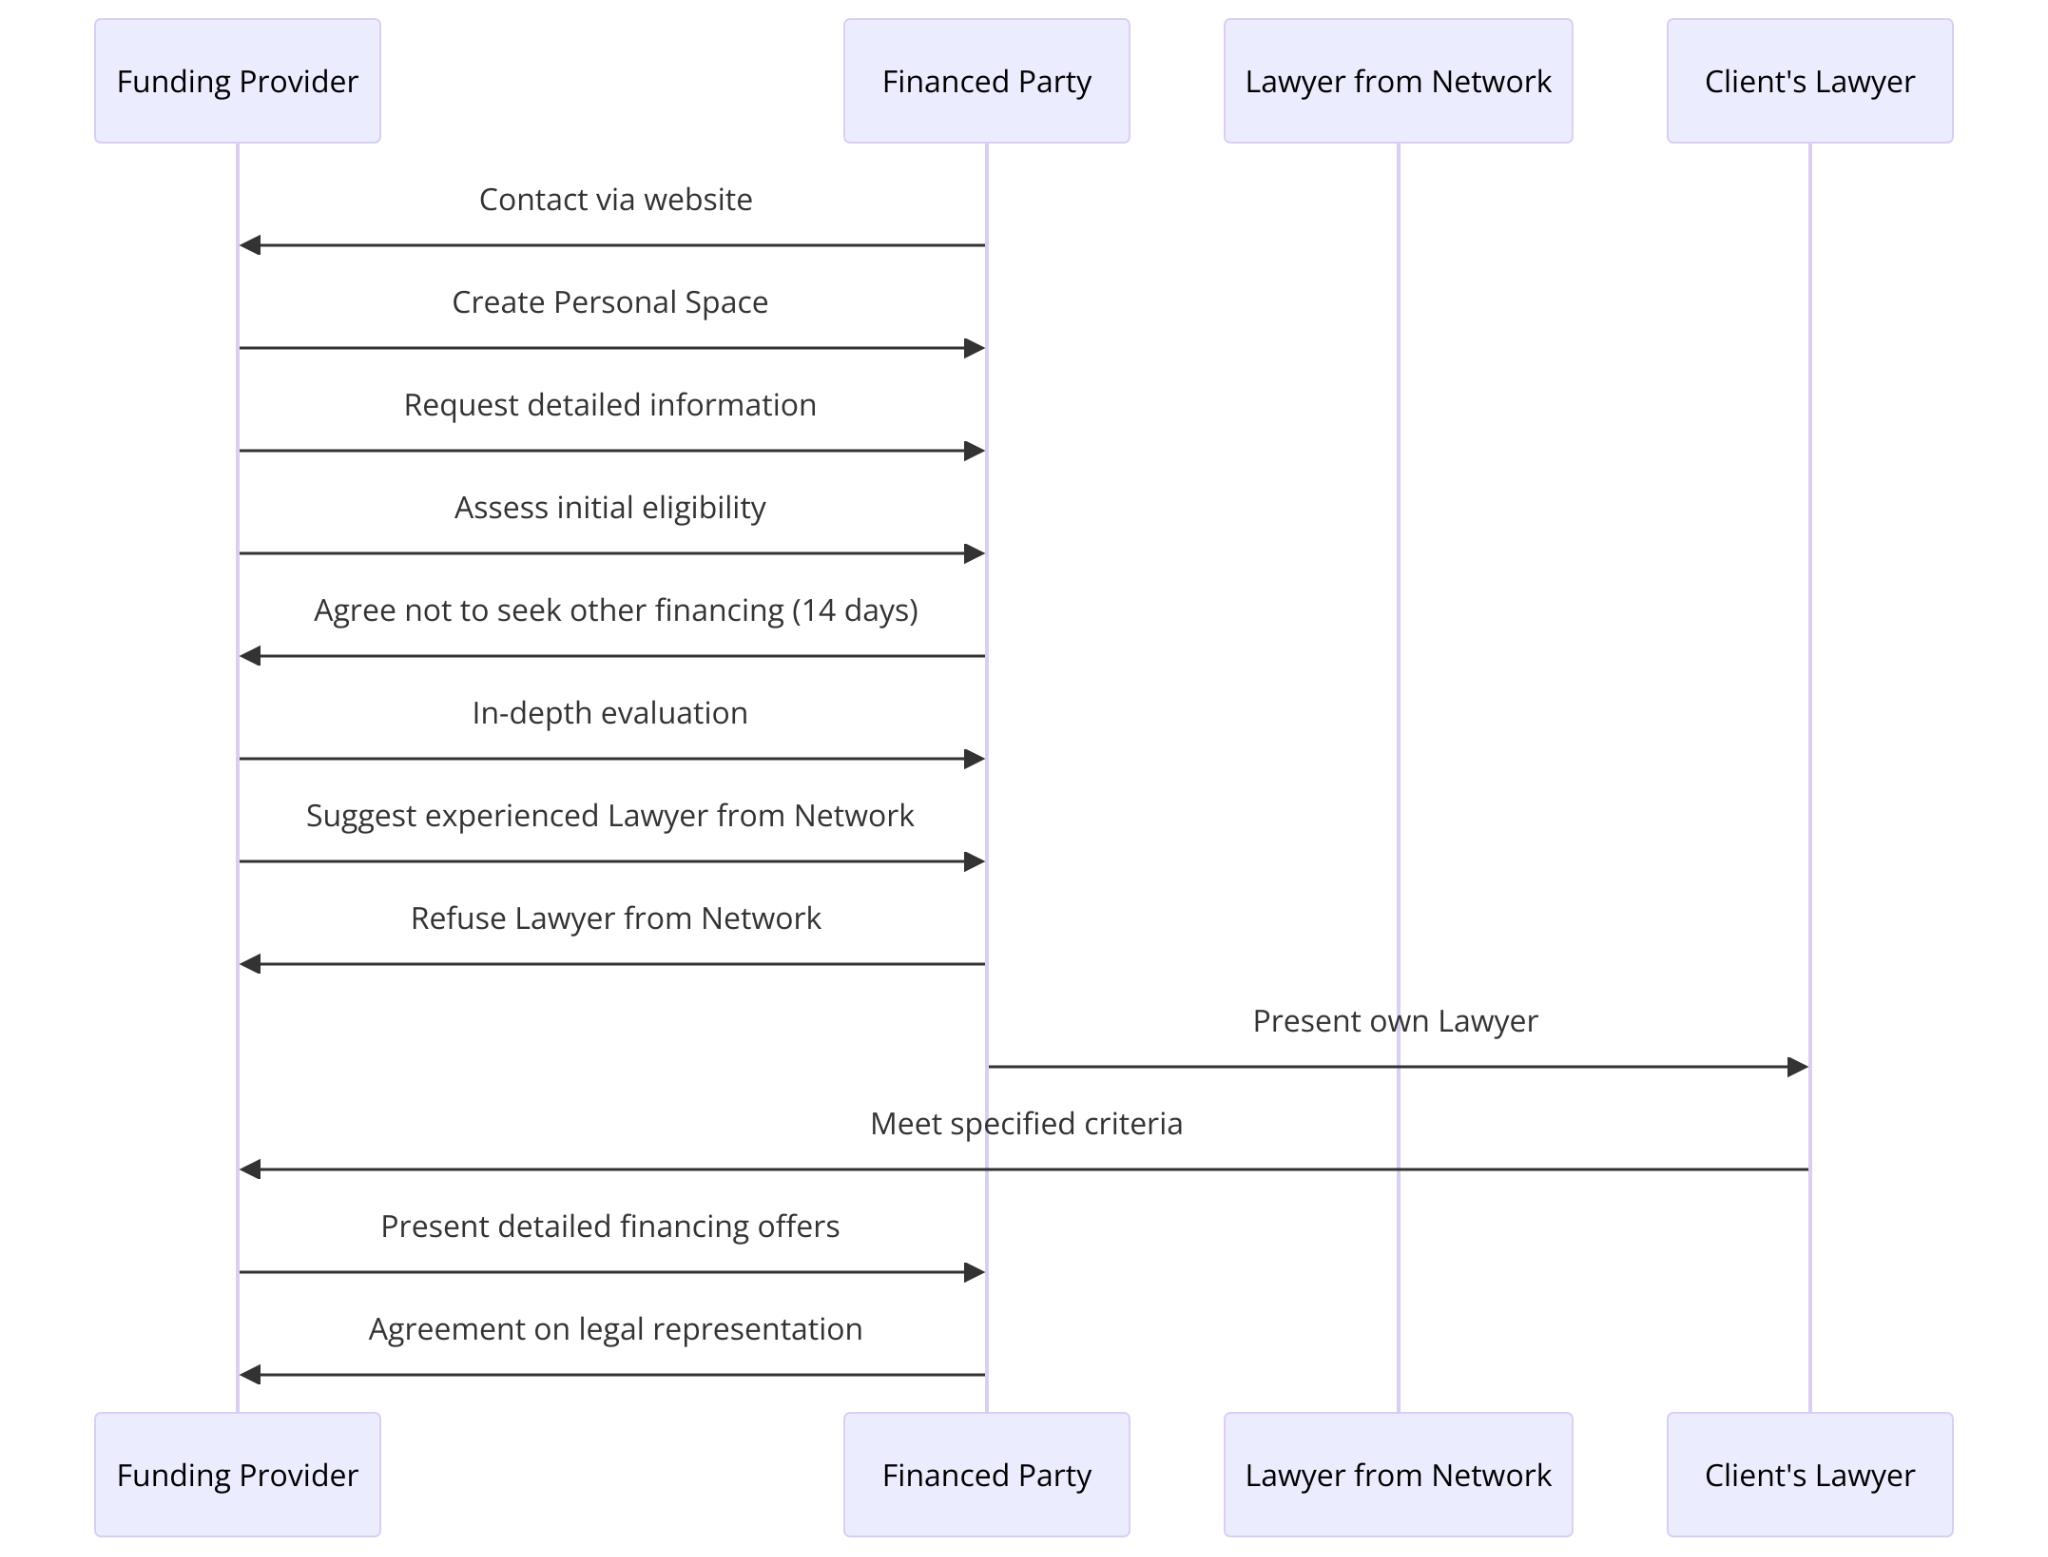 Funding Provider
Financed Party
Lawyer from Network
Client's Lawyer
Contact via website
Create Personal Space
Request detailed information
Assess initial eligibility
Agree not to seek other financing (14 days)
In-depth evaluation
Suggest experienced Lawyer from Network
Refuse Lawyer from Network
Present own Lawyer
Meet specified criteria
Present detailed financing offers
Agreement on legal representation
Funding Provider
Financed Party
Lawyer from Network
Client's Lawyer